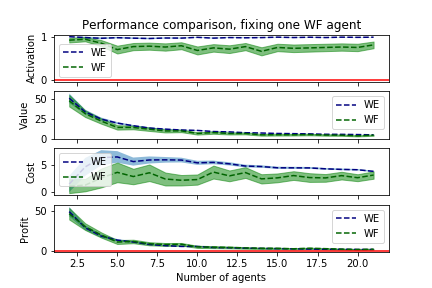 Performance comparison, fixing one WF agent
Activation
1
0
WE
WF
Value
50
25
0
WE
WF
Cost
5
0
WE
WF
Profit
50
0
WE
WF
2.5 5.0 7.5 10.0 12.5 15.0 17.5 20.0
Number of agents